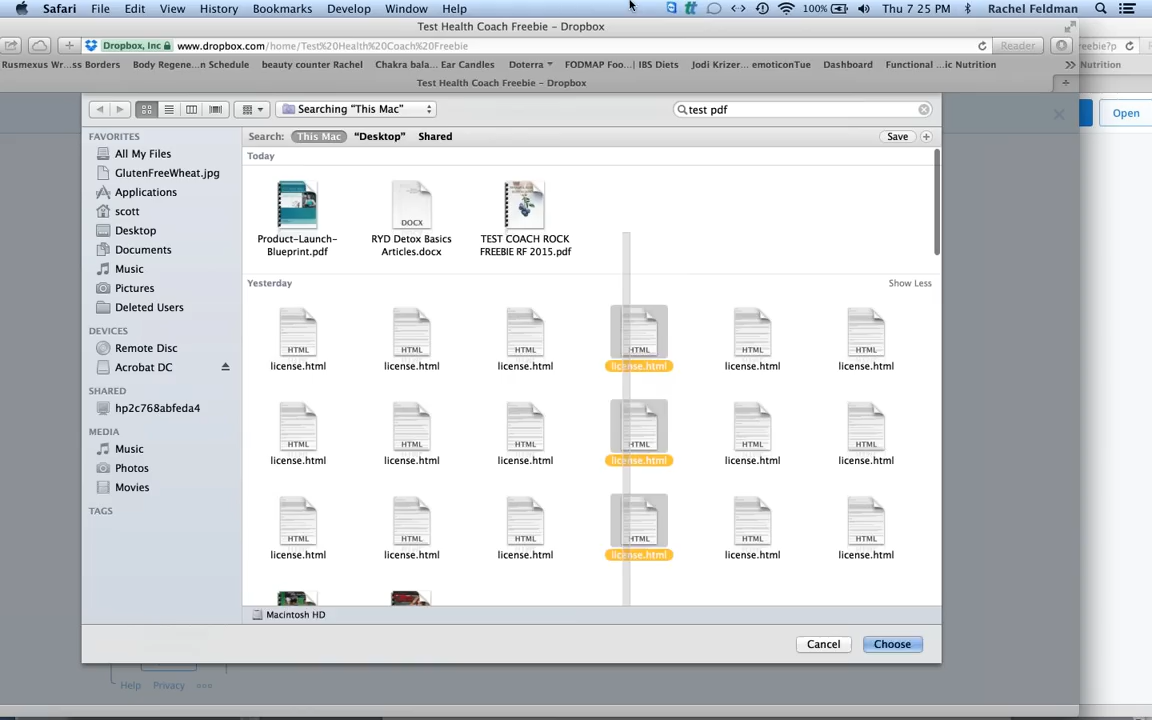 Safari File Edit View History Bookmarks Develop Window Help 100% Thu 7 25 PM Rachel Feldman
Test Health Coach Freebie - Dropbox
Dropbox, Inc www.dropbox.com/home/Test%20Health%20Coach%20Freebie Reader eebie?p
Rusmexus Wr...ss Borders Body Regene...n Schedule beauty counter Rachel Chakra bala... Ear Candles Doterra FODMAP Foo... IBS Diets Jodi Krizer... emoticonTue Dashboard Functional ...ic Nutrition Nutrition
Test Health Coach Freebie - Dropbox
Searching "This Mac" test pdf
Open
FAVORITES
All My Files
GlutenFreeWheat.jpg
Applications
scott
Desktop
Documents
Music
Pictures
Deleted Users
DEVICES
Remote Disc
Acrobat DC
SHARED
hp2c768abfeda4
MEDIA
Music
Photos
Movies
TAGS
Search: This Mac "Desktop" Shared Save
Today
DOCX
Product-Launch- RYD Detox Basics TEST COACH ROCK
Blueprint.pdf Articles.docx FREEBIE RF 2015.pdf
Yesterday Show Less
HTML HTML HTML HTML HTML HTML
license.html license.html license.html license.html license.html license.html
HTML HTML HTML HTML HTML HTML
license.html license.html license.html license.html license.html license.html
HTML HTML HTML HTML HTML HTML
license.html license.html license.html license.html license.html license.html
Macintosh HD
Cancel Choose
Help Privacy